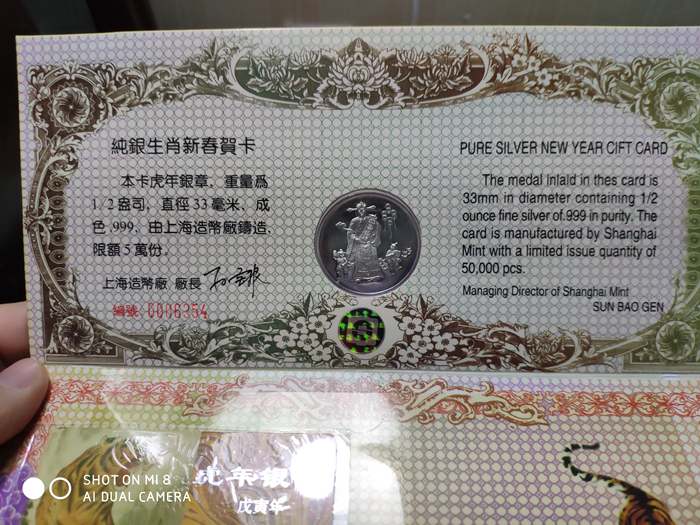 純銀生肖新春賀卡
本卡虎年銀章，重量爲
1/2盎司，直徑33毫米、成
色.999，由上海造幣廠鑄造，
限額5萬份。
上海造幣廠 廠長
編號 0006354
PURE SILVER NEW YEAR CIFT CARD
The medal inlaid in thes card is
33mm in diameter containing 1/2
ounce fine silver of.999 in purity. The
card is manufactured by Shanghai
Mint with a limited issue quantity of
50,000 pcs.
Managing Director of Shanghai Mint
SUN BAO GEN
虎年銀
戊寅年
SHOT ON MI 8
AI DUAL CAMERA